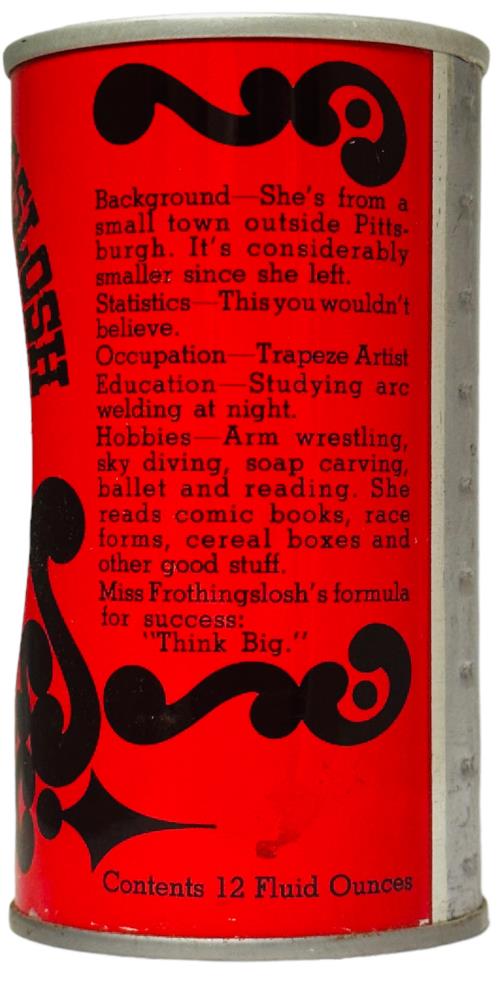 SLOSH
Background—She's from a
small town outside Pitts-
burgh. It's considerably
smaller since she left.
Statistics—This you wouldn't
believe.
Occupation—Trapeze Artist
Education—Studying arc
welding at night.
Hobbies—Arm wrestling,
sky diving, soap carving,
ballet and reading. She
reads comic books, race
forms, cereal boxes and
other good stuff.
Miss Frothingslosh's formula
for success:
"Think Big."
Contents 12 Fluid Ounces